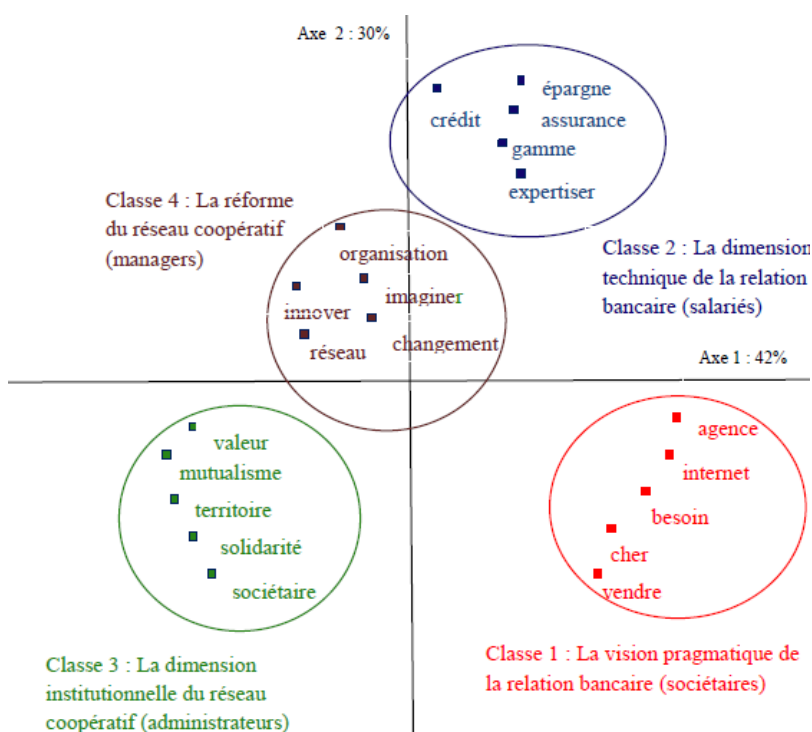 Axe 2 : 30%
épargne
crédit
assurance
gamme
expertiser
Classe 4 : La réforme
du réseau coopératif
(managers)
organisation
imaginer
innover
changement
réseau
Classe 2 : La dimension
technique de la relation
bancaire (salariés)
Axe 1 : 42%
valeur
mutualisme
territoire
solidarité
sociétaire
agence
internet
besoin
cher
vendre
Classe 3 : La dimension
institutionnelle du réseau
coopératif (administrateurs)
Classe 1 : La vision pragmatique de
la relation bancaire (sociétaires)